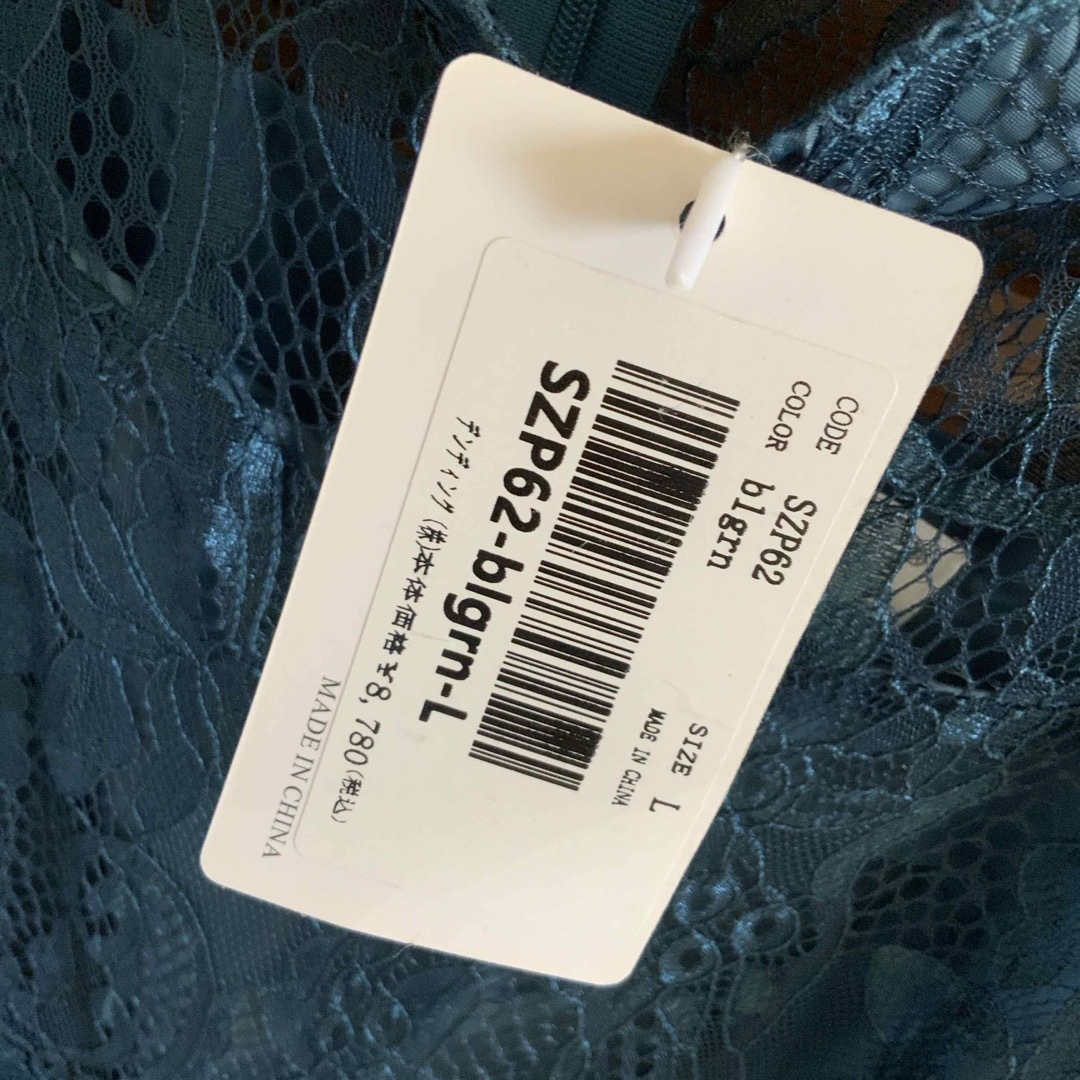 CODE SZP62
COLOR blgrn
SIZE L
MADE IN CHINA
SZP62-blgrn-L
デンディング(株)本体価格¥8,780(税込)
MADE IN CHINA